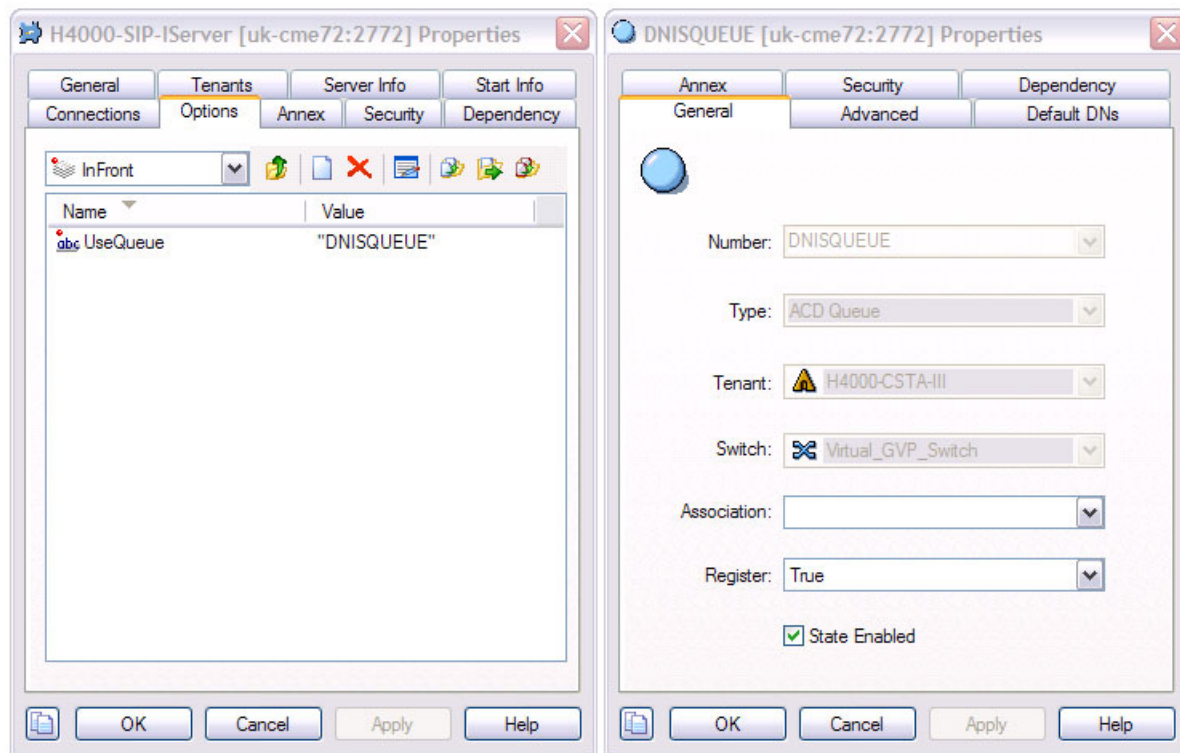 H4000-SIP-IServer [uk-cme72:2772] Properties
General Tenants Server Info Start Info
Connections Options Annex Security Dependency
InFront
Name Value
abc UseQueue "DNISQUEUE"
OK Cancel Apply Help
DNISQUEUE [uk-cme72:2772] Properties
Annex Security Dependency
General Advanced Default DNs
Number: DNISQUEUE
Type: ACD Queue
Tenant: H4000-CSTA-III
Switch: Virtual_GVP_Switch
Association:
Register: True
State Enabled
OK Cancel Apply Help